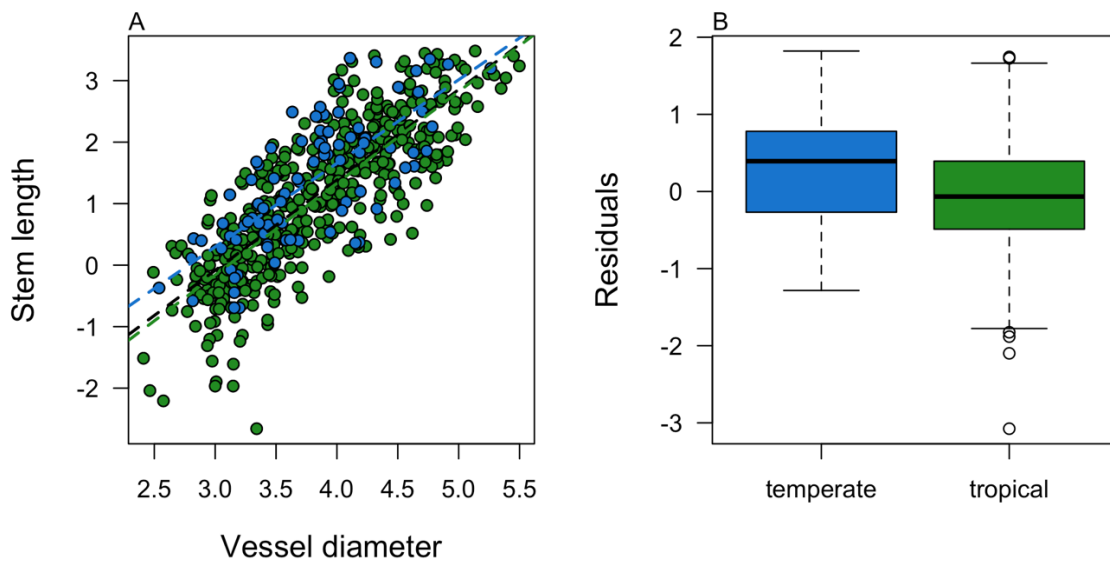 A
Stem length
3
2
1
0
-1
-2
2.5 3.0 3.5 4.0 4.5 5.0 5.5
Vessel diameter
B
Residuals
2
1
0
-1
-2
-3
temperate tropical